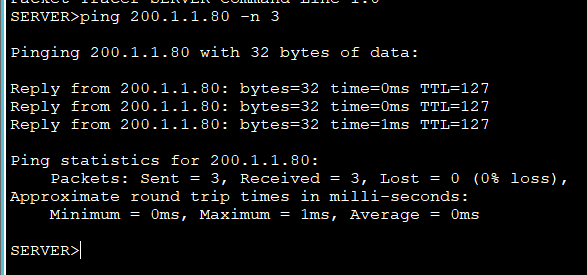 Packet Tracer SERVER Command Line 1.0
SERVER>ping 200.1.1.80 -n 3
Pinging 200.1.1.80 with 32 bytes of data:
Reply from 200.1.1.80: bytes=32 time=0ms TTL=127
Reply from 200.1.1.80: bytes=32 time=0ms TTL=127
Reply from 200.1.1.80: bytes=32 time=1ms TTL=127
Ping statistics for 200.1.1.80:
Packets: Sent = 3, Received = 3, Lost = 0 (0% loss),
Approximate round trip times in milli-seconds:
Minimum = 0ms, Maximum = 1ms, Average = 0ms
SERVER>